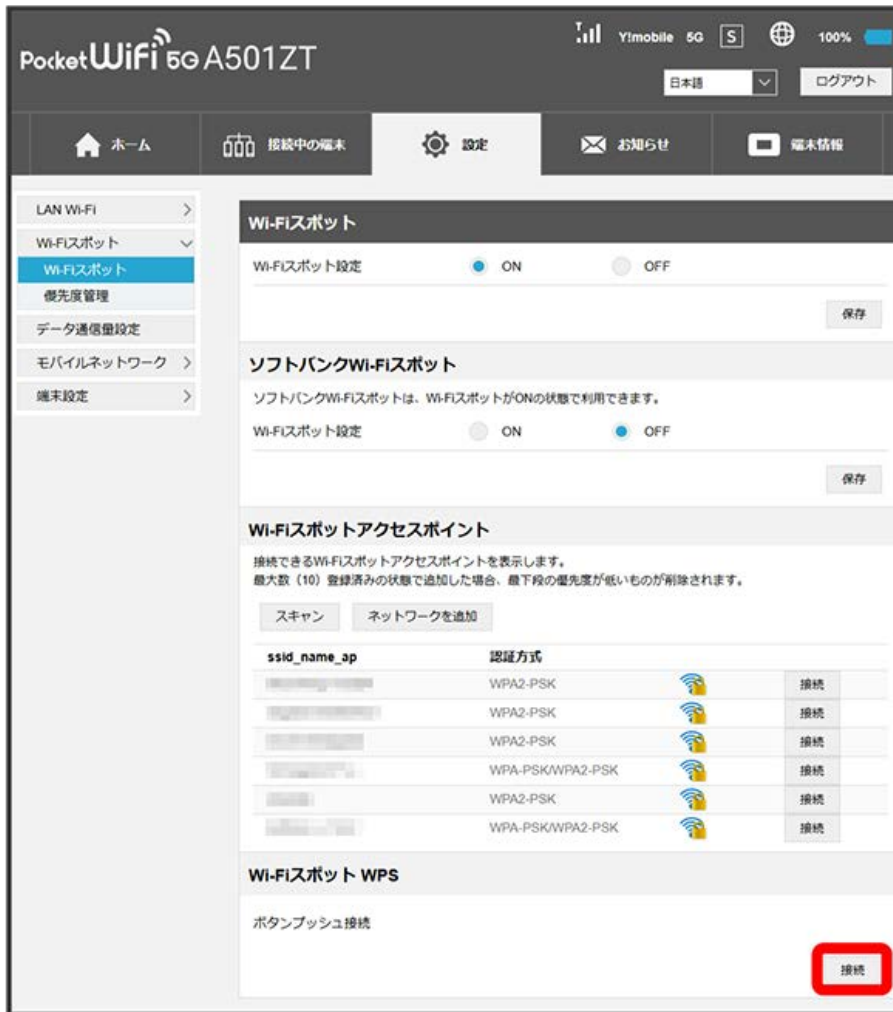 PocketWiFi 5G A501ZT
Y!mobile 5G S 100%
日本語 ログアウト
ホーム 接続中の端末 設定 お知らせ 端末情報
LAN Wi-Fi
Wi-Fiスポット
Wi-Fiスポット
優先度管理
データ通信量設定
モバイルネットワーク
端末設定
Wi-Fiスポット
Wi-Fiスポット設定 ON OFF
保存
ソフトバンクWi-Fiスポット
ソフトバンクWi-Fiスポットは、Wi-FiスポットがONの状態で利用できます。
Wi-Fiスポット設定 ON OFF
保存
Wi-Fiスポットアクセスポイント
接続できるWi-Fiスポットアクセスポイントを表示します。
最大数（10）登録済みの状態で追加した場合、最下段の優先度が低いものが削除されます。
スキャン ネットワークを追加
ssid_name_ap 認証方式
WPA2-PSK 接続
WPA2-PSK 接続
WPA2-PSK 接続
WPA-PSK/WPA2-PSK 接続
WPA2-PSK 接続
WPA-PSK/WPA2-PSK 接続
Wi-Fiスポット WPS
ボタンプッシュ接続
接続